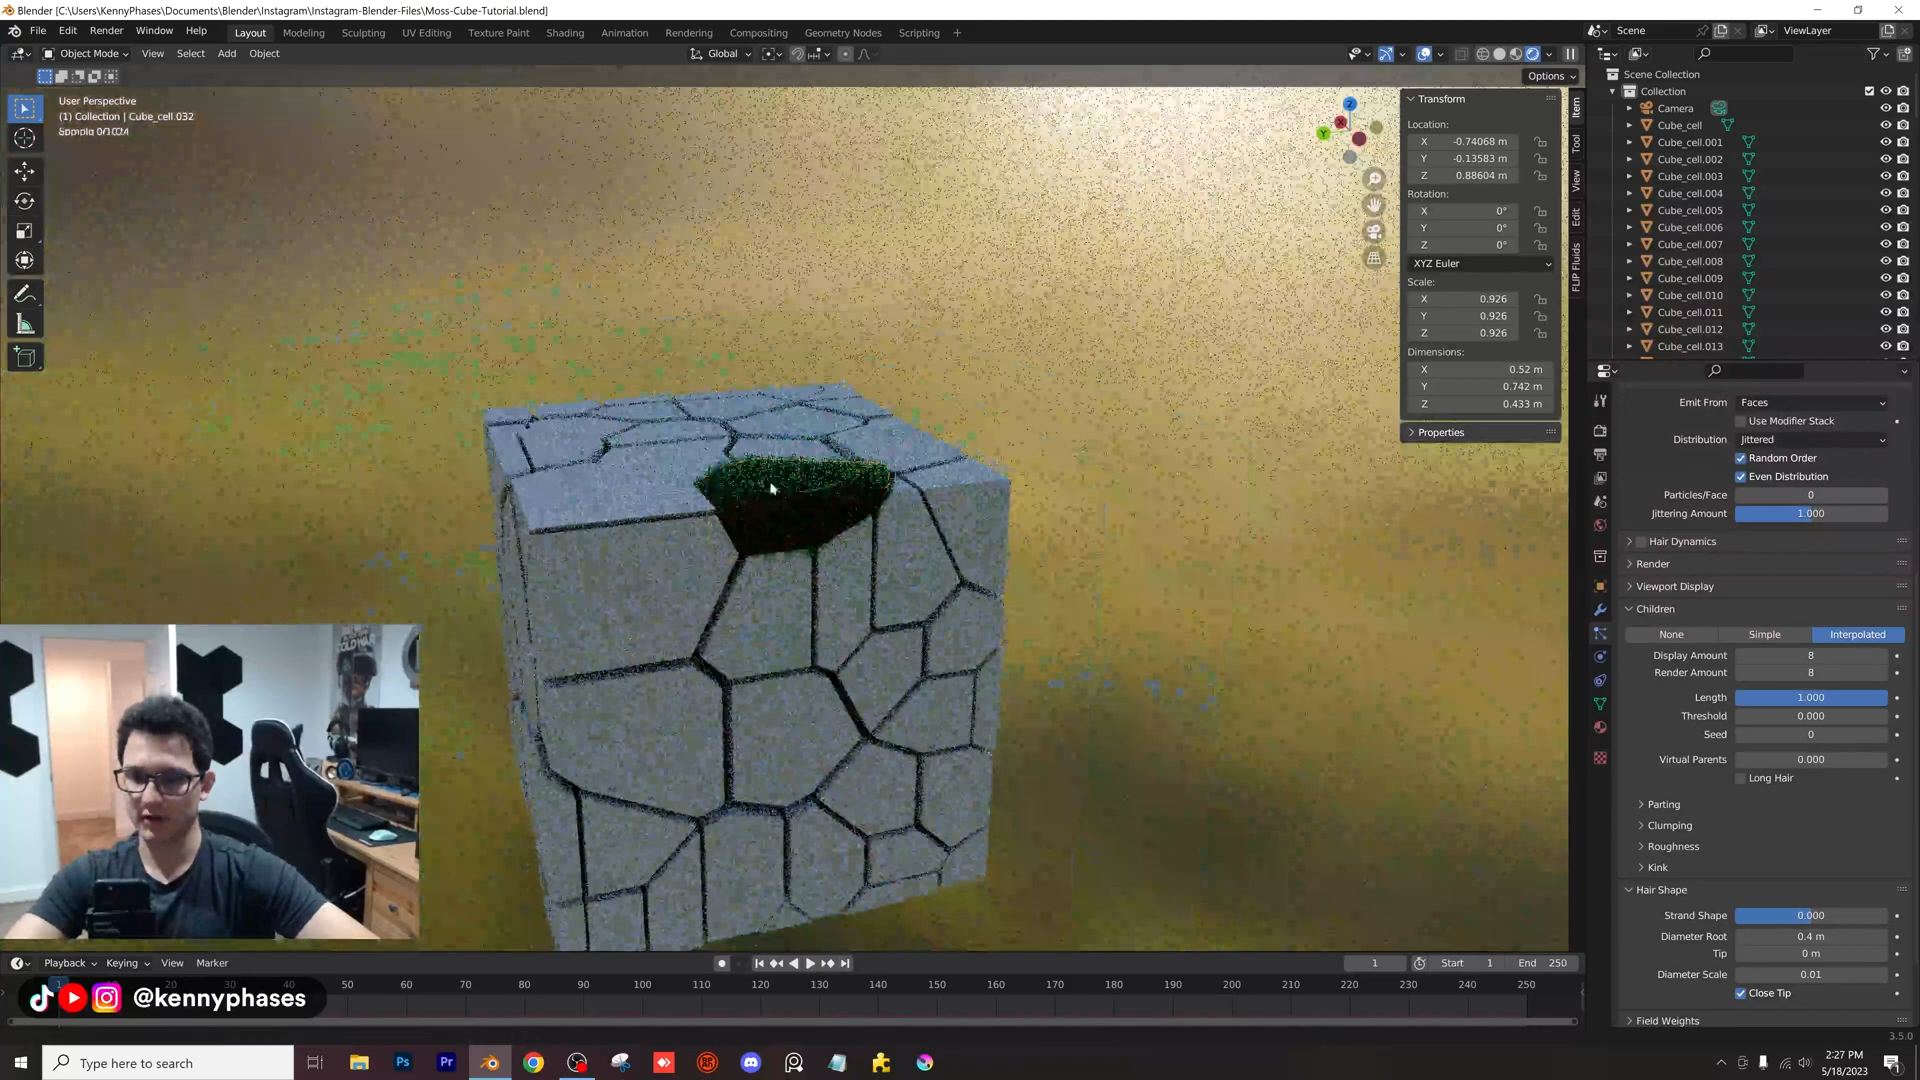 Blender [C:\Users\KennyPhases\Documents\Blender\Instagram\Instagram-Blender-Files\Moss-Cube-Tutorial.blend]
File Edit Render Window Help Layout Modeling Sculpting UV Editing Texture Paint Shading Animation Rendering Compositing Geometry Nodes Scripting + Scene ViewLayer
Object Mode View Select Add Object Global
Options
User Perspective
(1) Collection | Cube_cell.032
Transform
Location:
X -0.74068 m
Y -0.13583 m
Z 0.88604 m
Rotation:
X 0°
Y 0°
Z 0°
XYZ Euler
Scale:
X 0.926
Y 0.926
Z 0.926
Dimensions:
X 0.52 m
Y 0.742 m
Z 0.433 m
Properties
Item
Tool
View
Edit
FLIP Fluids
Z
X
Y
Scene Collection
Collection
Camera
Cube_cell
Cube_cell.001
Cube_cell.002
Cube_cell.003
Cube_cell.004
Cube_cell.005
Cube_cell.006
Cube_cell.007
Cube_cell.008
Cube_cell.009
Cube_cell.010
Cube_cell.011
Cube_cell.012
Cube_cell.013
Emit From Faces
Use Modifier Stack
Distribution Jittered
Random Order
Even Distribution
Particles/Face 0
Jittering Amount 1.000
Hair Dynamics
Render
Viewport Display
Children
None Simple Interpolated
Display Amount 8
Render Amount 8
Length 1.000
Threshold 0.000
Seed 0
Virtual Parents 0.000
Long Hair
Parting
Clumping
Roughness
Kink
Hair Shape
Strand Shape 0.000
Diameter Root 0.4 m
Tip 0 m
Diameter Scale 0.01
Close Tip
Field Weights
3.5.0
Playback Keying View Marker 1 Start 1 End 250
50 60 70 80 90 100 110 120 130 140 150 160 170 180 190 200 210 220 230 240 250
@kennyphases
Type here to search
Ps
Pr
2:27 PM
5/18/2023